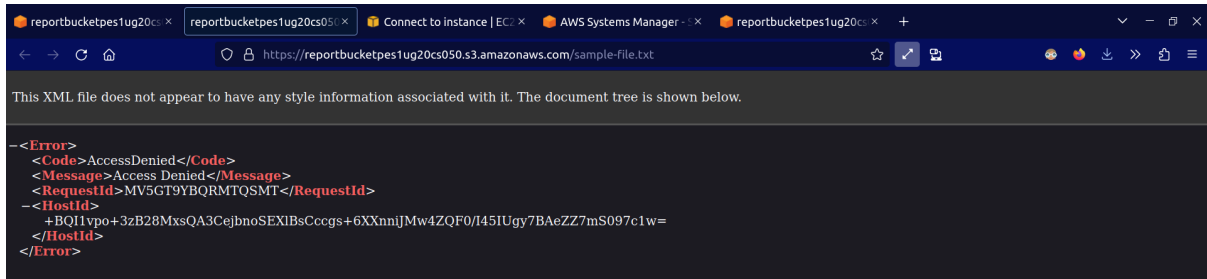 reportbucketpes1ug20cs
reportbucketpes1ug20cs050
Connect to instance | EC2
AWS Systems Manager - S
reportbucketpes1ug20cs
https://reportbucketpes1ug20cs050.s3.amazonaws.com/sample-file.txt
This XML file does not appear to have any style information associated with it. The document tree is shown below.
−<Error>
<Code>AccessDenied</Code>
<Message>Access Denied</Message>
<RequestId>MV5GT9YBQRMTQSMT</RequestId>
−<HostId>
+BQI1vpo+3zB28MxsQA3CejbnoSEXlBsCccgs+6XXnniJMw4ZQF0/I45IUgy7BAeZZ7mS097c1w=
</HostId>
</Error>